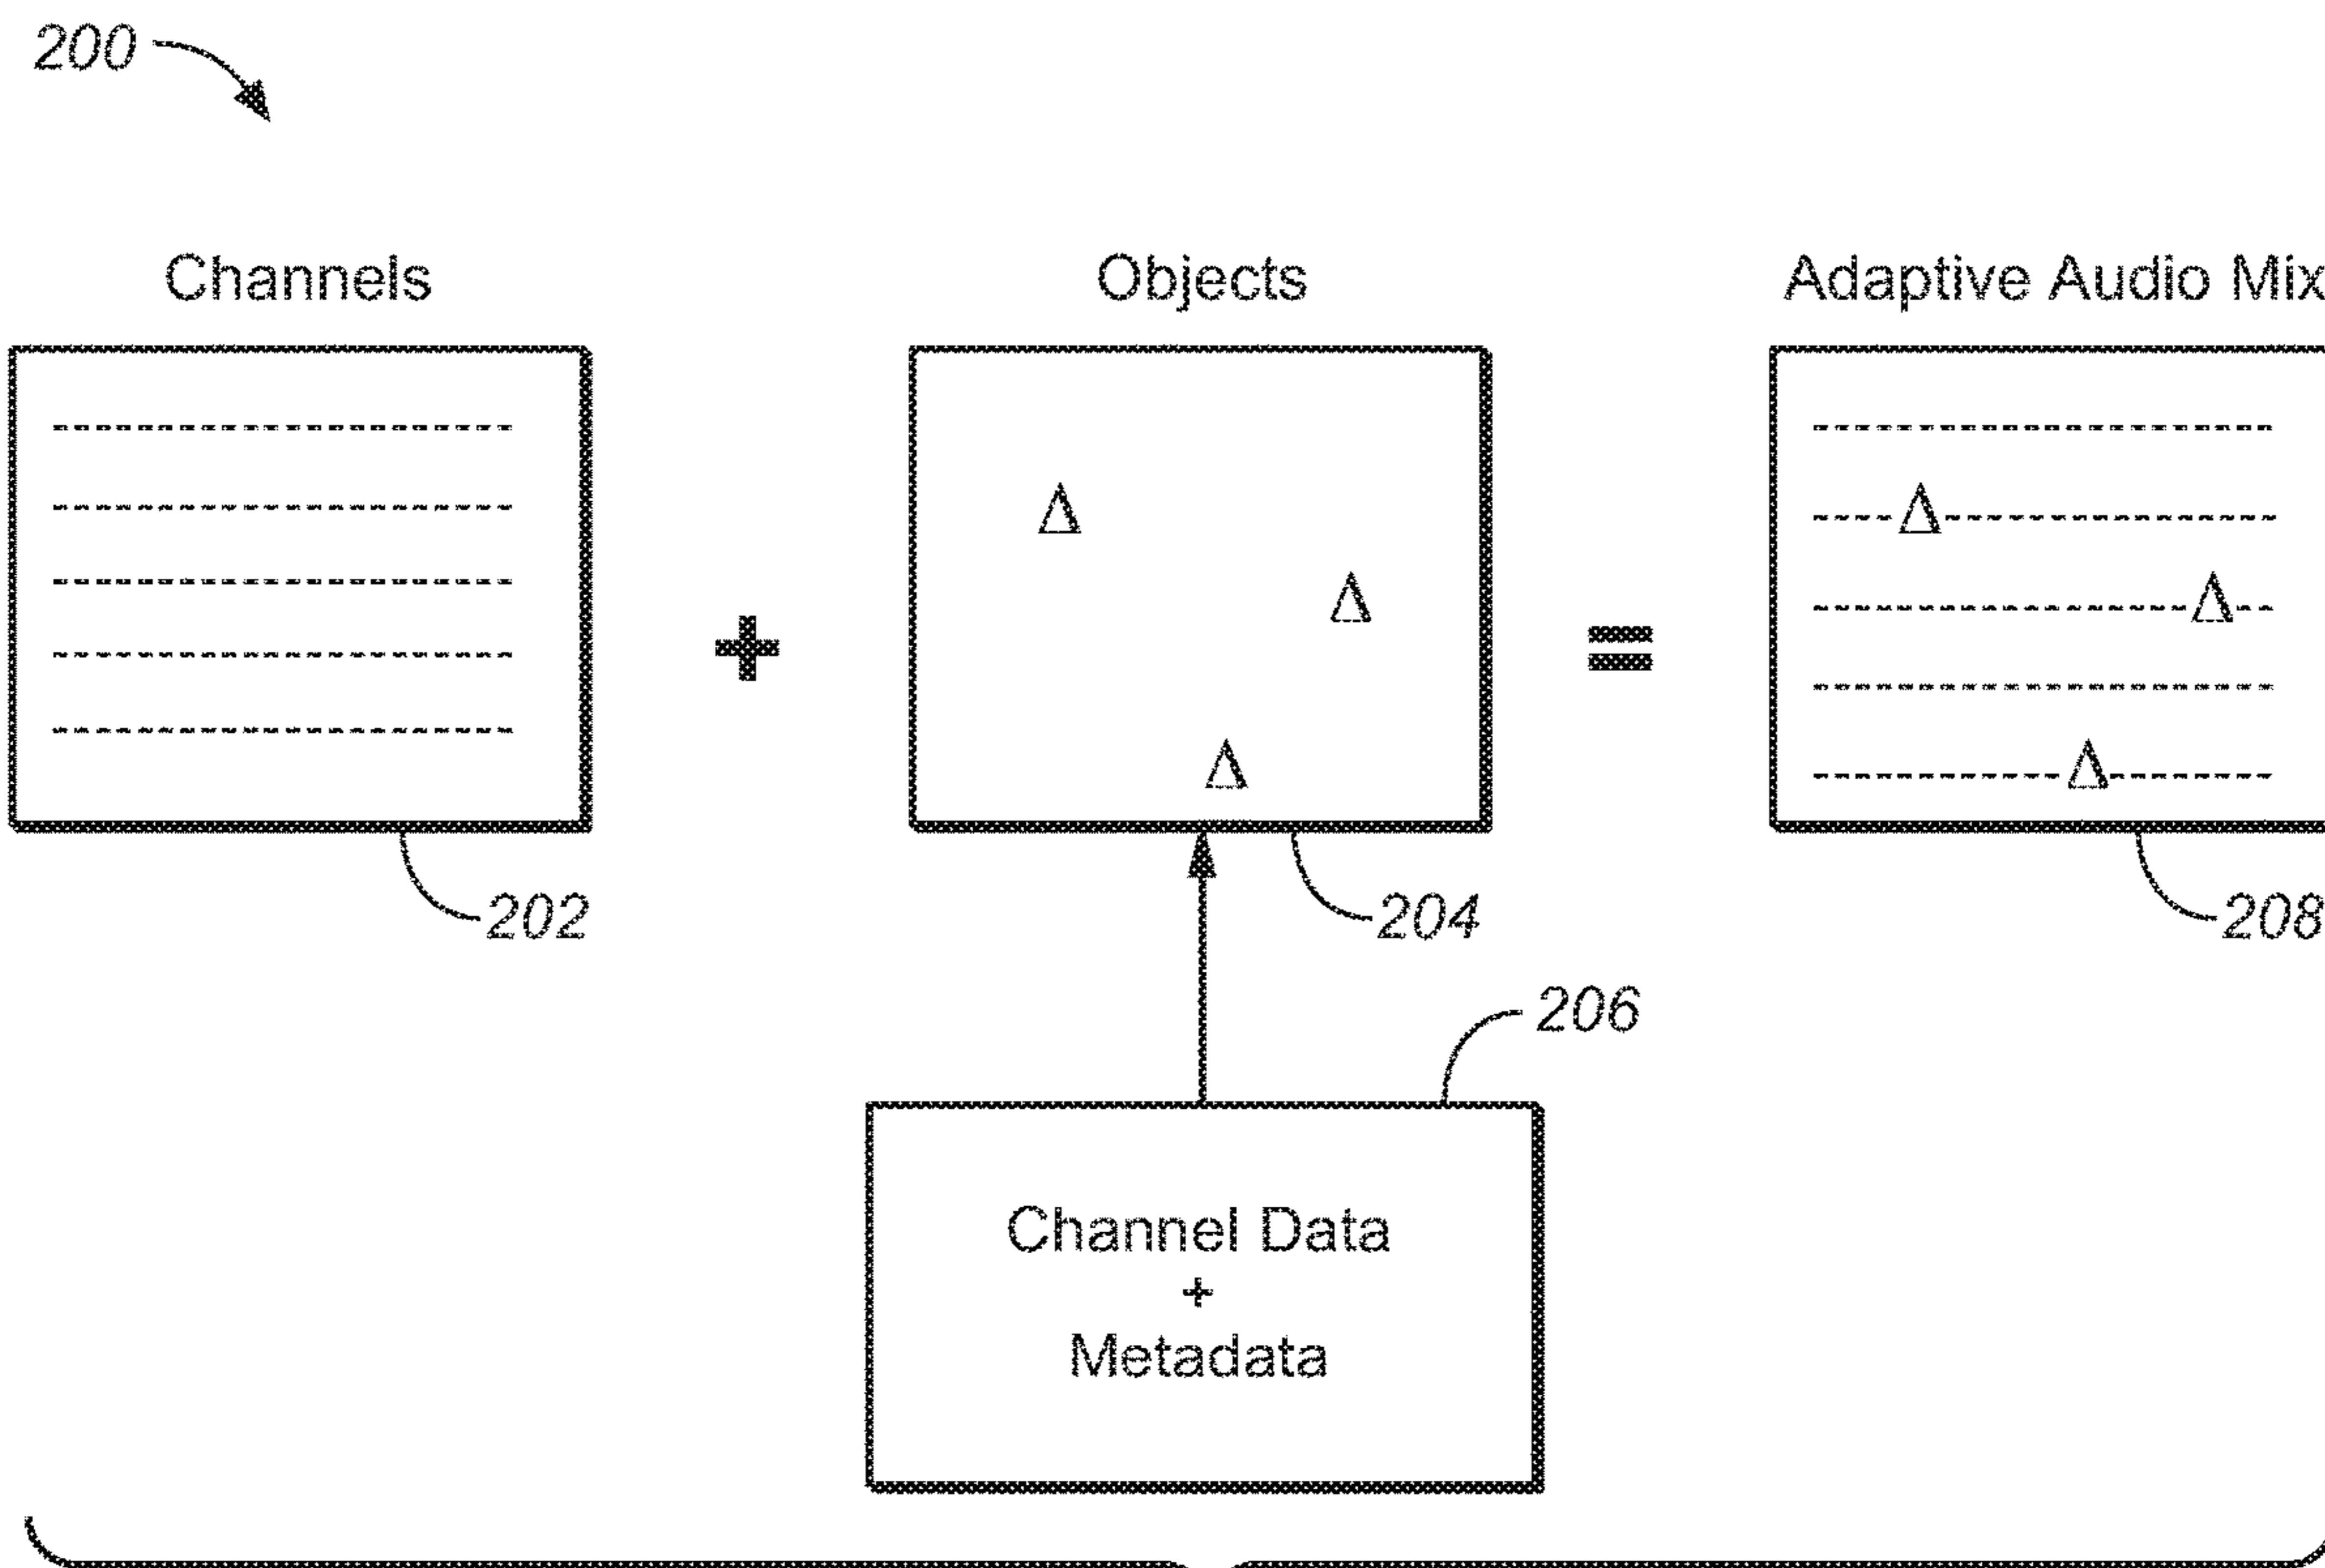 200
Channels
Objects
Adaptive Audio Mix
+
=
202
204
208
206
Channel Data
+
Metadata